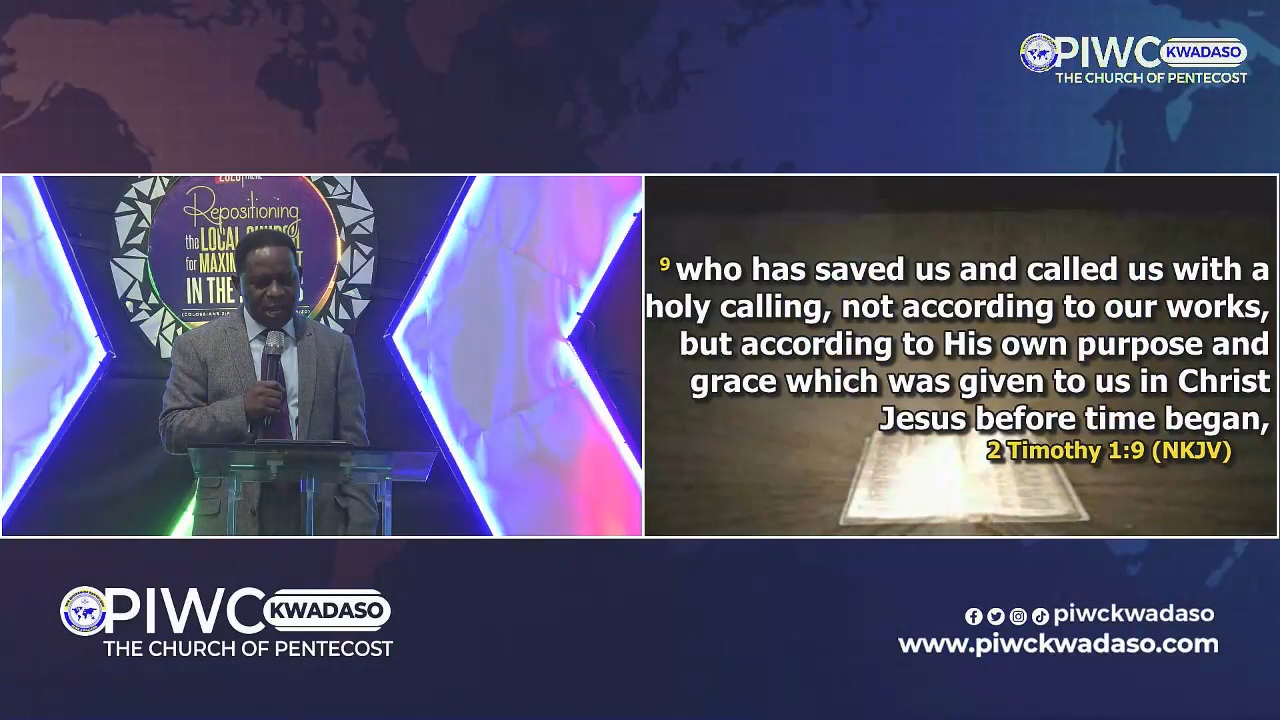 PIWC KWADASO
THE CHURCH OF PENTECOST
Repositioning
the LOCAL
for
IN THE
9 who has saved us and called us with a
holy calling, not according to our works,
but according to His own purpose and
grace which was given to us in Christ
Jesus before time began,
2 Timothy 1:9 (NKJV)
PIWC KWADASO
THE CHURCH OF PENTECOST
piwckwadaso
www.piwckwadaso.com